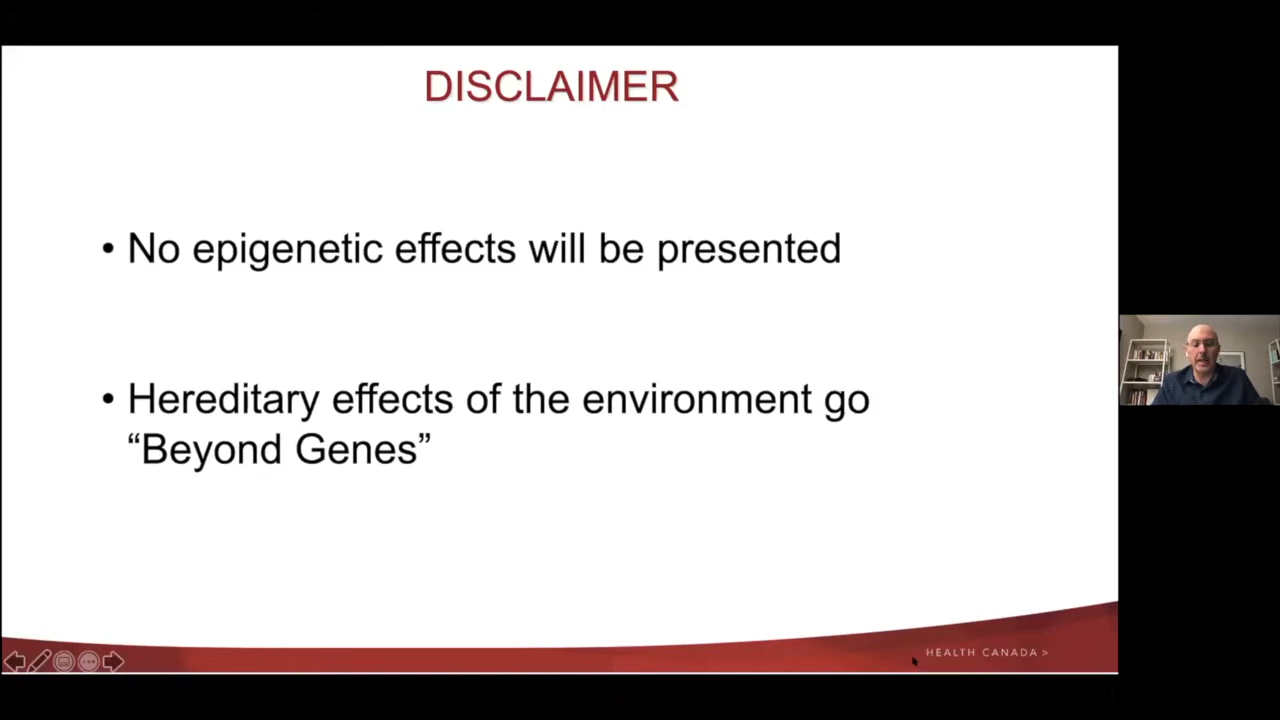 DISCLAIMER
• No epigenetic effects will be presented
• Hereditary effects of the environment go
“Beyond Genes”
HEALTH CANADA >